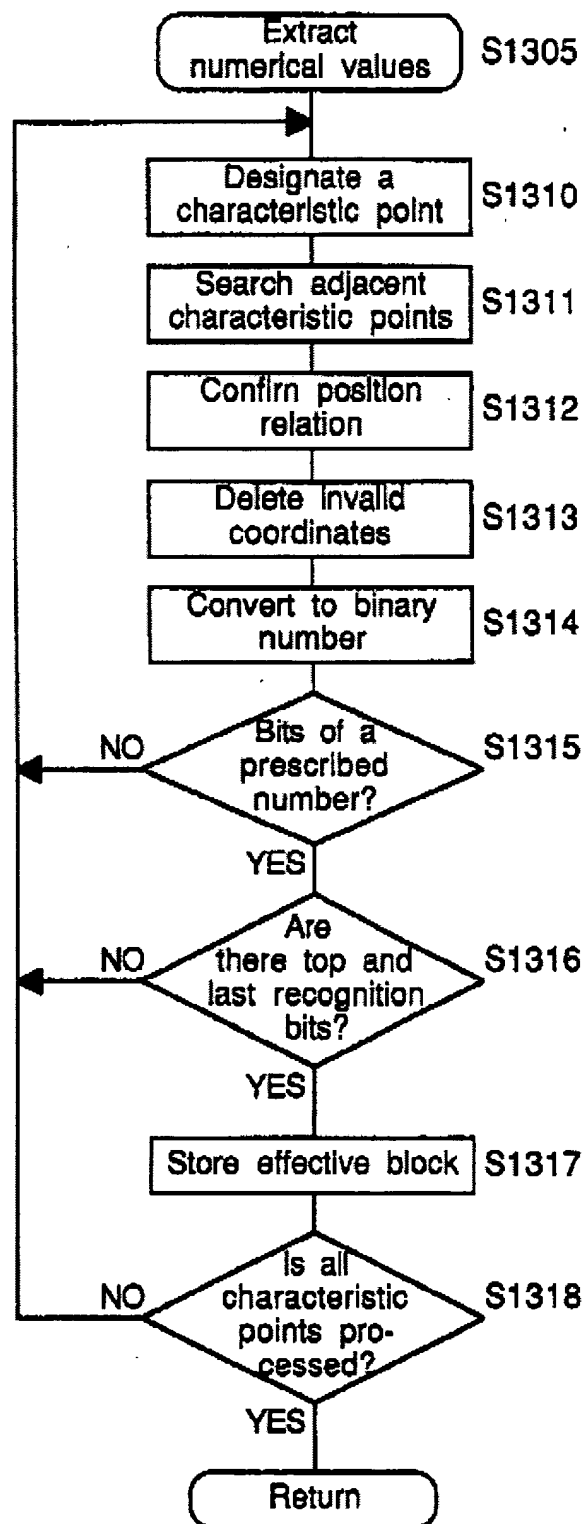 Extract
numerical values
S1305
Designate a
characteristic point
S1310
Search adjacent
characteristic points
S1311
Confirn position
relation
S1312
Delete invalid
coordinates
S1313
Convert to binary
number
S1314
Bits of a
prescribed
number?
S1315
NO
YES
Are
there top and
last recognition
bits?
S1316
NO
YES
Store effective block
S1317
Is all
characteristic
points pro-
cessed?
S1318
NO
YES
Return